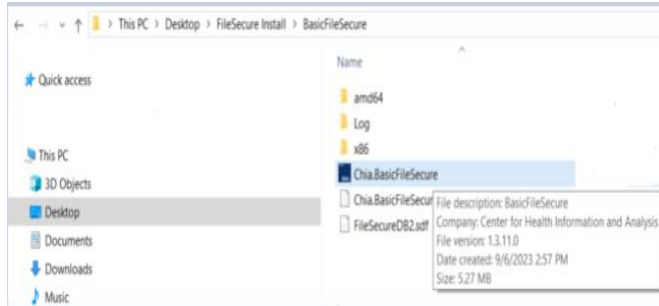 This PC > Desktop > FileSecure Install > BasicFileSecure
Name
Quick access
amd64
Log
This PC
x86
3D Objects
Chia.BasicFileSecure
Desktop
Chia.BasicFileSecur
File description: BasicFileSecure
Documents
FileSecureDB2.sdf
Company: Center for Health Information and Analysis
File version: 1.3.11.0
Downloads
Date created: 9/6/2023 2:57 PM
Size: 5.27 MB
Music